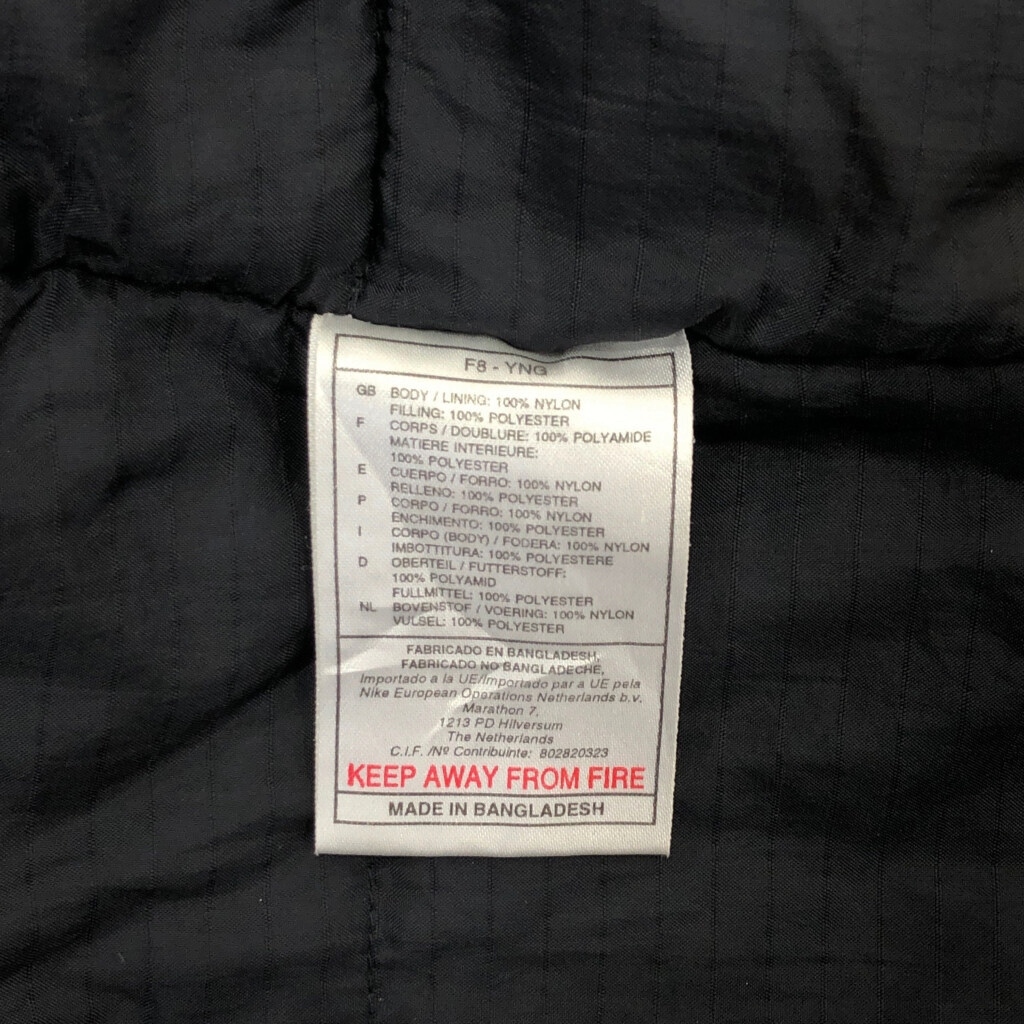 F8 - YNG
GB BODY / LINING: 100% NYLON
FILLING: 100% POLYESTER
F CORPS / DOUBLURE: 100% POLYAMIDE
MATIERE INTERIEURE:
100% POLYESTER
E CUERPO / FORRO: 100% NYLON
RELLENO: 100% POLYESTER
P CORPO / FORRO: 100% NYLON
ENCHIMENTO: 100% POLYESTER
I CORPO (BODY) / FODERA: 100% NYLON
IMBOTTITURA: 100% POLYESTERE
D OBERTEIL / FUTTERSTOFF:
100% POLYAMID
FULLMITTEL: 100% POLYESTER
NL BOVENSTOF / VOERING: 100% NYLON
VULSEL: 100% POLYESTER
FABRICADO EN BANGLADESH,
FABRICADO NO BANGLADECHE,
Importado a la UE/Importado par a UE pela
Nike European Operations Netherlands b.v.
Marathon 7,
1213 PD Hilversum
The Netherlands
C.I.F. /Nº Contribuinte: 802820323
KEEP AWAY FROM FIRE
MADE IN BANGLADESH